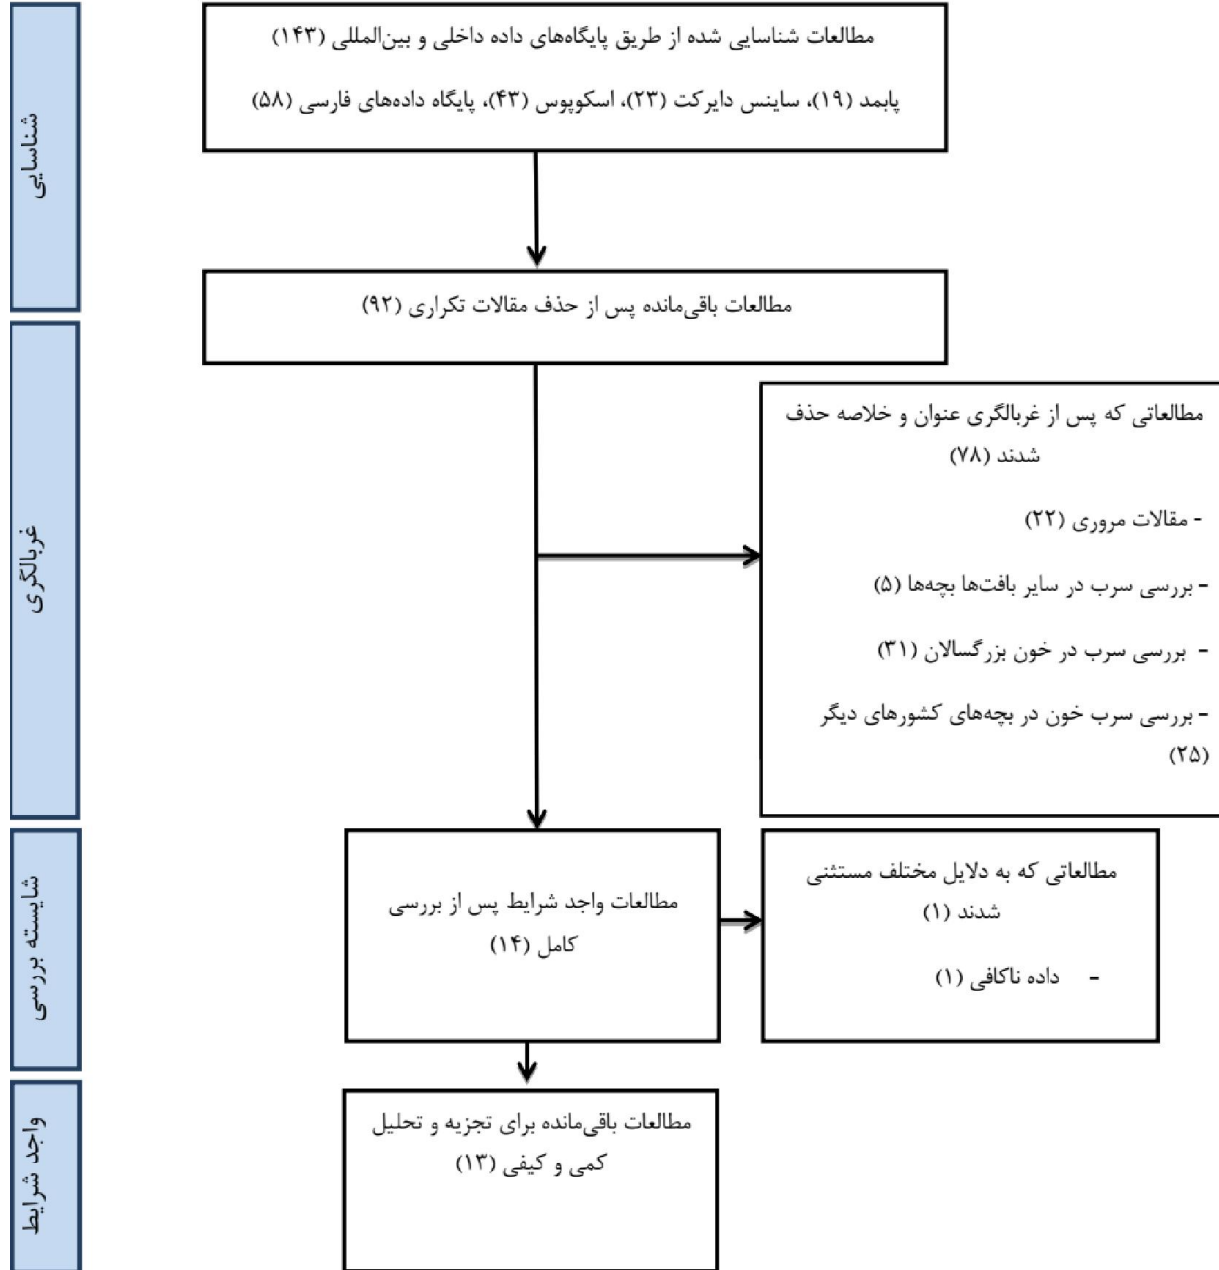 مطالعات شناسایی شده از طریق پایگاه‌های داده داخلی و بین‌المللی (۱۴۳)
پابمد (۱۹)، ساینس دایرکت (۲۳)، اسکوپوس (۴۳)، پایگاه داده‌های فارسی (۵۸)
شناسایی
مطالعات باقی‌مانده پس از حذف مقالات تکراری (۹۲)
غربالگری
مطالعاتی که پس از غربالگری عنوان و خلاصه حذف
شدند (۷۸)
- مقالات مروری (۲۲)
- بررسی سرب در سایر بافت‌ها بچه‌ها (۵)
- بررسی سرب در خون بزرگسالان (۳۱)
- بررسی سرب خون در بچه‌های کشورهای دیگر
(۲۵)
شایسته بررسی
مطالعات واجد شرایط پس از بررسی
کامل (۱۴)
مطالعاتی که به دلایل مختلف مستثنی
شدند (۱)
- داده ناکافی (۱)
واجد شرایط
مطالعات باقی‌مانده برای تجزیه و تحلیل
کمی و کیفی (۱۳)